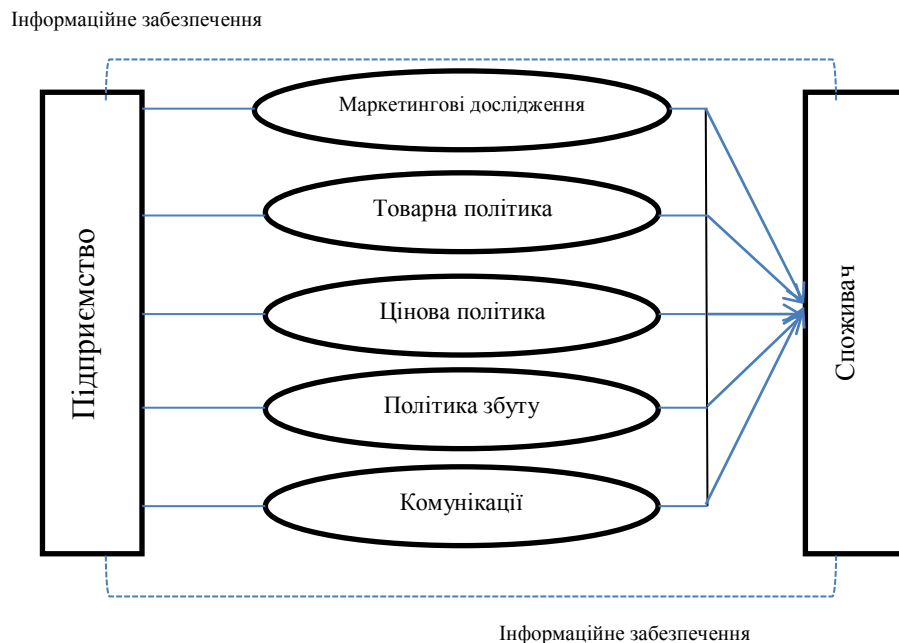 Інформаційне забезпечення
Підприємство
Маркетингові дослідження
Товарна політика
Цінова політика
Політика збуту
Комунікації
Споживач
Інформаційне забезпечення